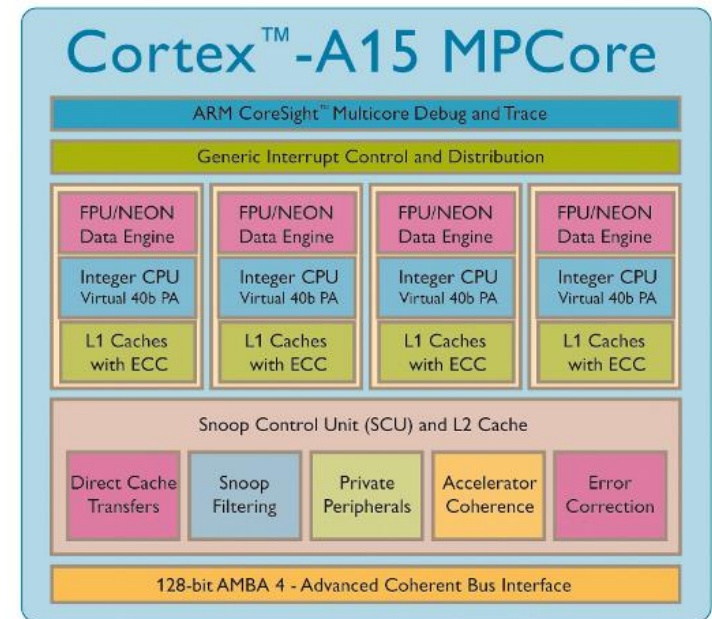 Cortex™-A15 MPCore
ARM CoreSight™ Multicore Debug and Trace
Generic Interrupt Control and Distribution
FPU/NEON
Data Engine
Integer CPU
Virtual 40b PA
L1 Caches
with ECC
FPU/NEON
Data Engine
Integer CPU
Virtual 40b PA
L1 Caches
with ECC
FPU/NEON
Data Engine
Integer CPU
Virtual 40b PA
L1 Caches
with ECC
FPU/NEON
Data Engine
Integer CPU
Virtual 40b PA
L1 Caches
with ECC
Snoop Control Unit (SCU) and L2 Cache
Direct Cache
Transfers
Snoop
Filtering
Private
Peripherals
Accelerator
Coherence
Error
Correction
128-bit AMBA 4 - Advanced Coherent Bus Interface